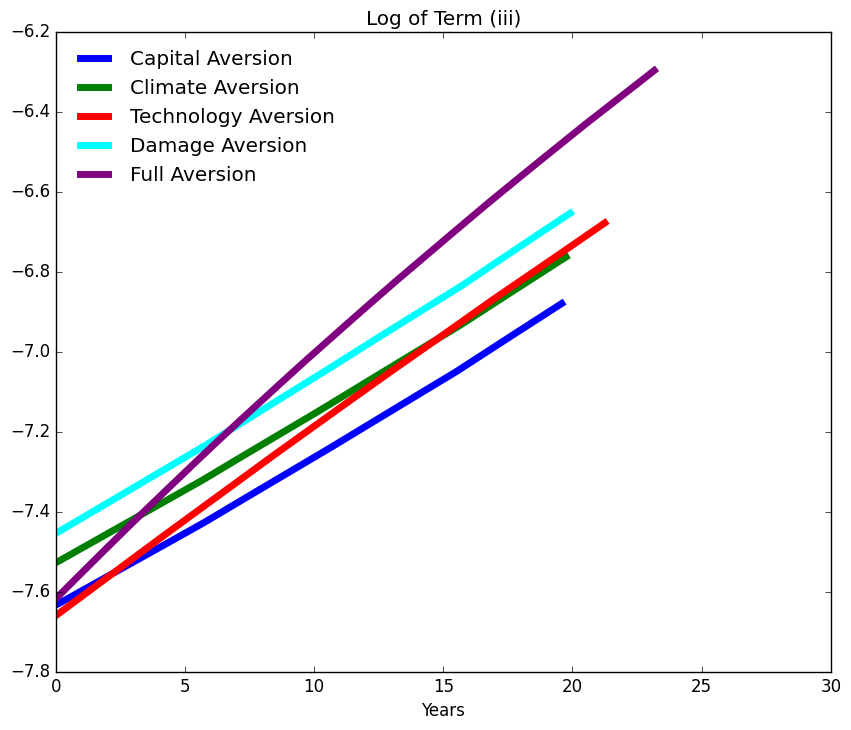 Log of Term (iii)
−6.2
−6.4
−6.6
−6.8
−7.0
−7.2
−7.4
−7.6
−7.8
Capital Aversion
Climate Aversion
Technology Aversion
Damage Aversion
Full Aversion
0 5 10 15 20 25 30
Years